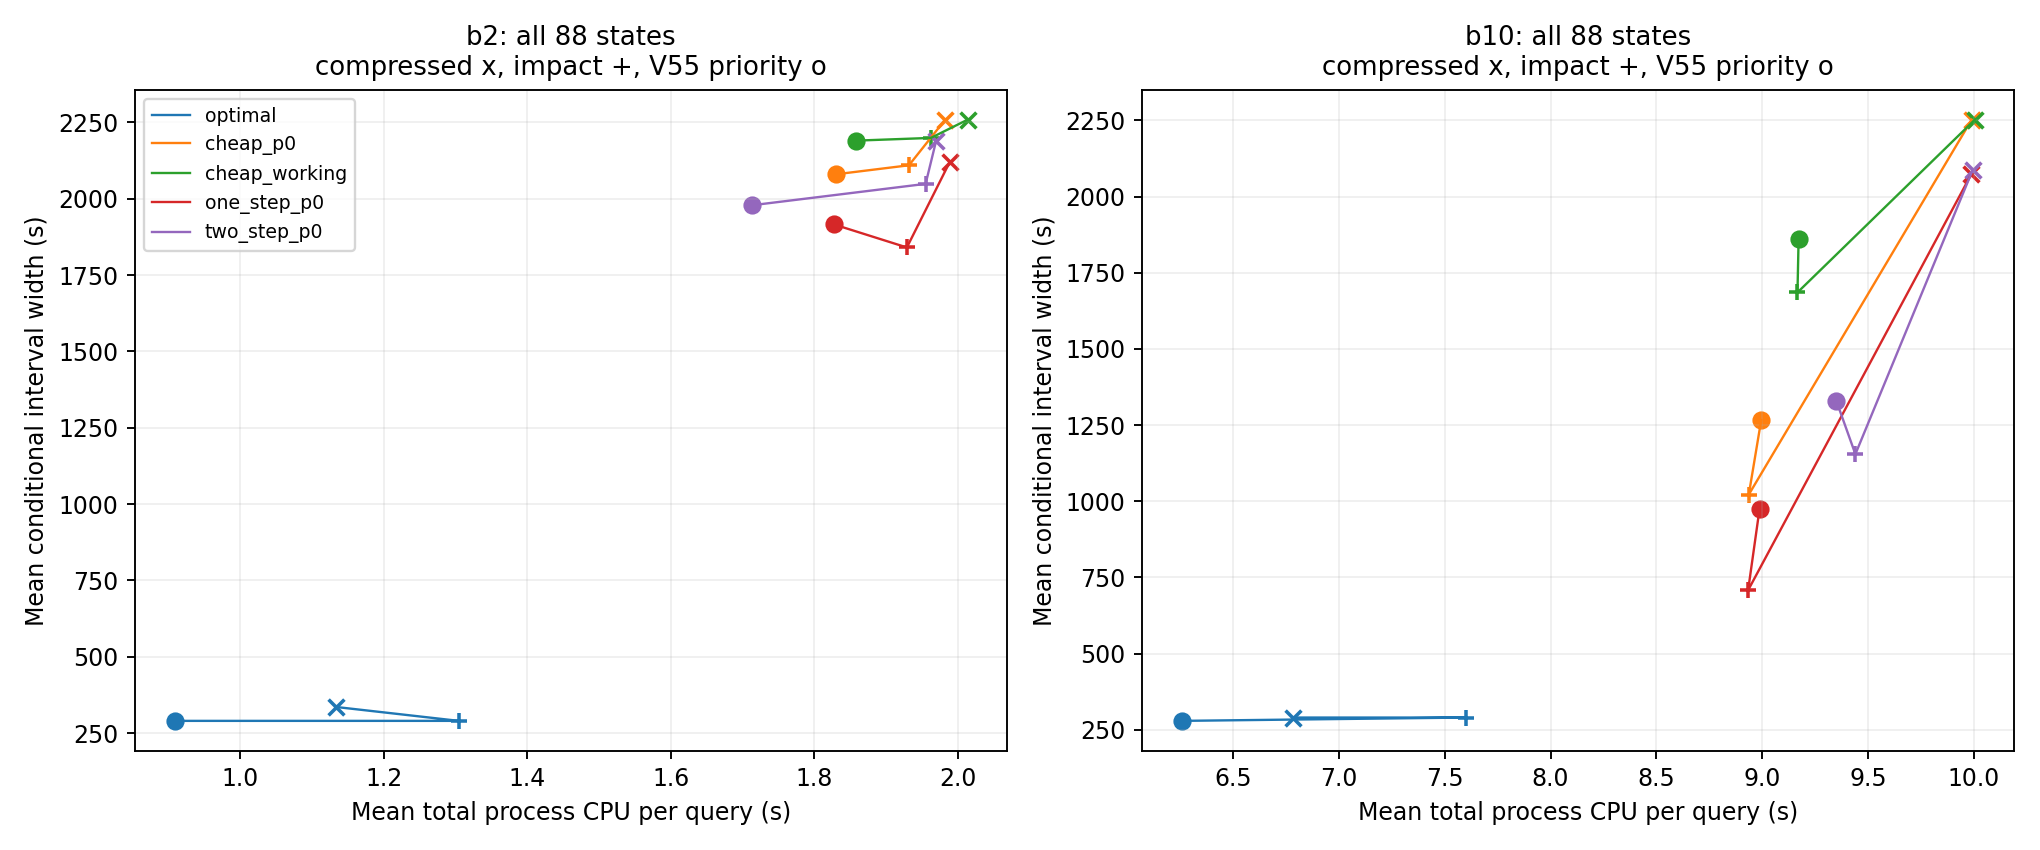 b2: all 88 states
compressed x, impact +, V55 priority o
optimal
cheap_p0
cheap_working
one_step_p0
two_step_p0
2250
2000
1750
1500
1250
1000
750
500
250
Mean conditional interval width (s)
1.0
1.2
1.4
1.6
1.8
2.0
Mean total process CPU per query (s)
b10: all 88 states
compressed x, impact +, V55 priority o
2250
2000
1750
1500
1250
1000
750
500
250
Mean conditional interval width (s)
6.5
7.0
7.5
8.0
8.5
9.0
9.5
10.0
Mean total process CPU per query (s)